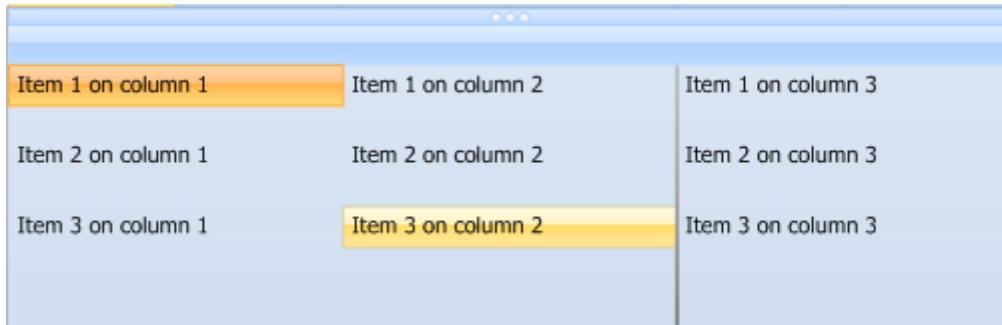 Item 1 on column 1 Item 1 on column 2 Item 1 on column 3
Item 2 on column 1 Item 2 on column 2 Item 2 on column 3
Item 3 on column 1 Item 3 on column 2 Item 3 on column 3